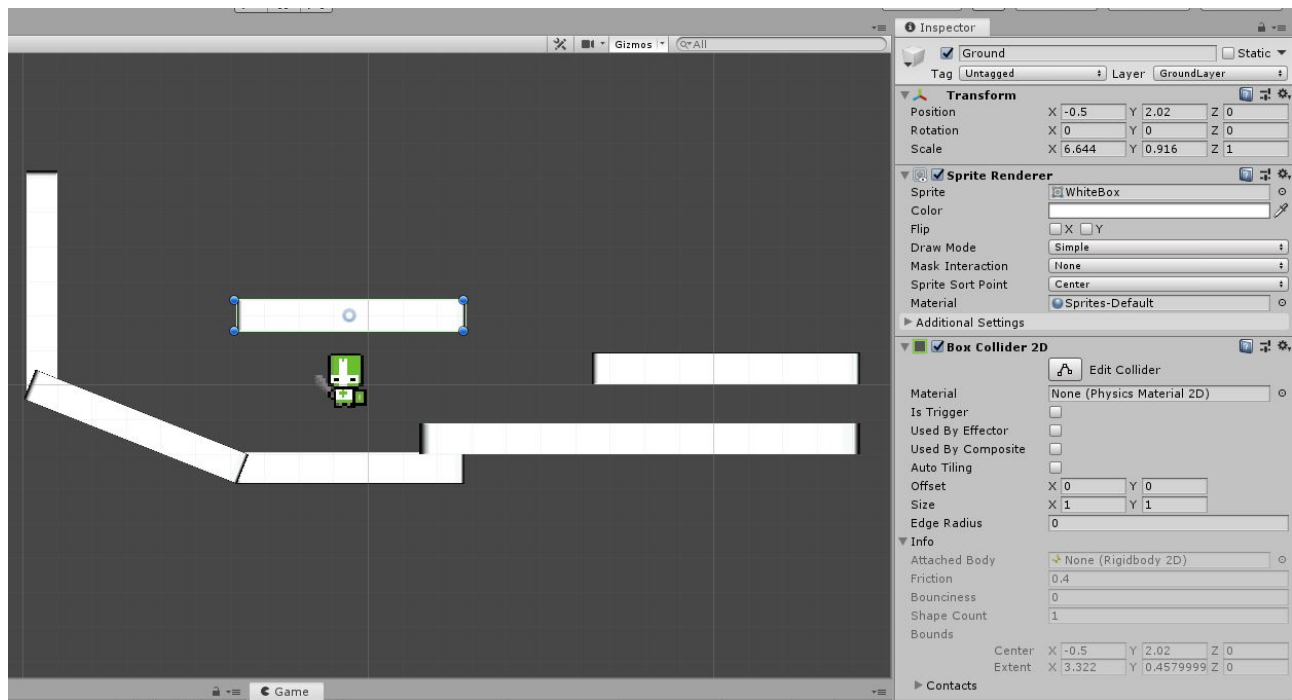 Gizmos
All
Game
Inspector
Ground Static
Tag Untagged Layer GroundLayer
Transform
Position X -0.5 Y 2.02 Z 0
Rotation X 0 Y 0 Z 0
Scale X 6.644 Y 0.916 Z 1
Sprite Renderer
Sprite WhiteBox
Color
Flip X Y
Draw Mode Simple
Mask Interaction None
Sprite Sort Point Center
Material Sprites-Default
Additional Settings
Box Collider 2D
Edit Collider
Material None (Physics Material 2D)
Is Trigger
Used By Effector
Used By Composite
Auto Tiling
Offset X 0 Y 0
Size X 1 Y 1
Edge Radius 0
Info
Attached Body None (Rigidbody 2D)
Friction 0.4
Bounciness 0
Shape Count 1
Bounds
Center X -0.5 Y 2.02 Z 0
Extent X 3.322 Y 0.4579999 Z 0
Contacts